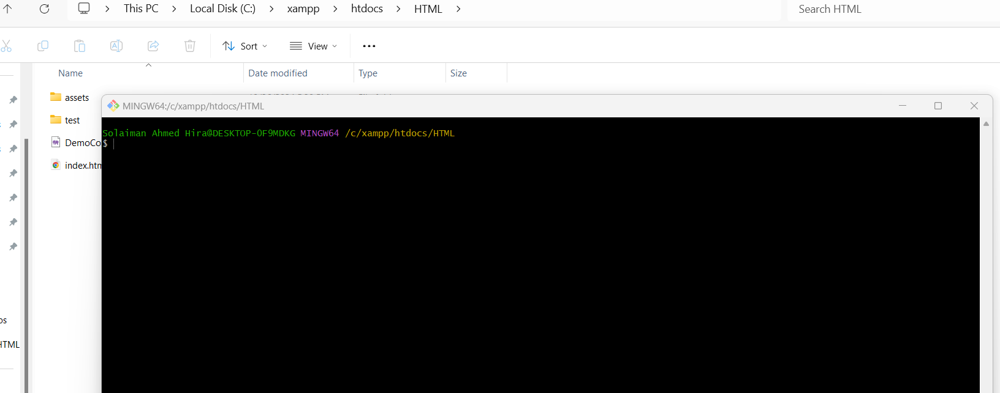 This PC > Local Disk (C:) > xampp > htdocs > HTML >
Search HTML
Sort
View
Name
Date modified
Type
Size
assets
test
DemoCo
index.htm
MINGW64:/c/xampp/htdocs/HTML
Solaiman Ahmed Hira@DESKTOP-OF9MDKG MINGW64 /c/xampp/htdocs/HTML
$
os
HTML